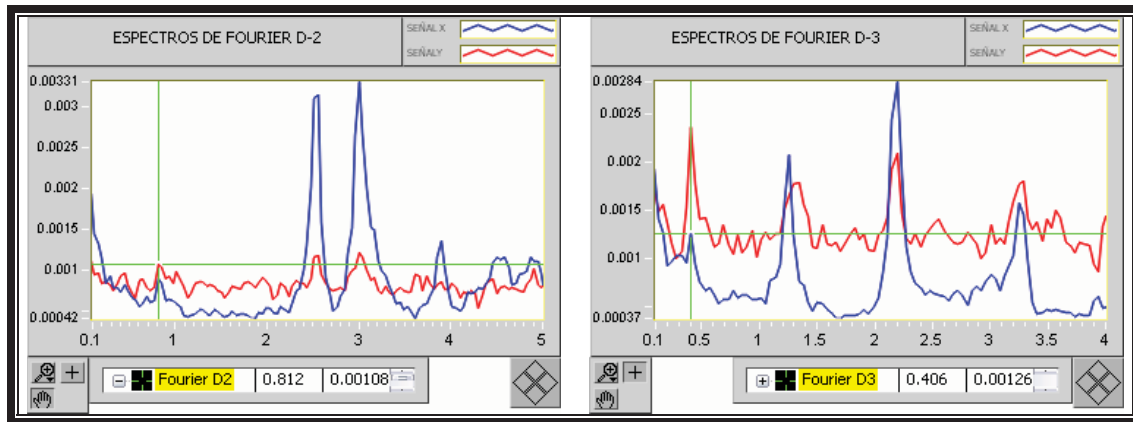 ESPECTROS DE FOURIER D-2
SEÑAL X
SEÑALY
0.00331
0.003
0.0025
0.002
0.0015
0.001
0.00042
0.1 1 2 3 4 5
Fourier D2 0.812 0.00108
ESPECTROS DE FOURIER D-3
SEÑAL X
SEÑALY
0.00284
0.0025
0.002
0.0015
0.001
0.00037
0.1 0.5 1 1.5 2 2.5 3 3.5 4
Fourier D3 0.406 0.00126